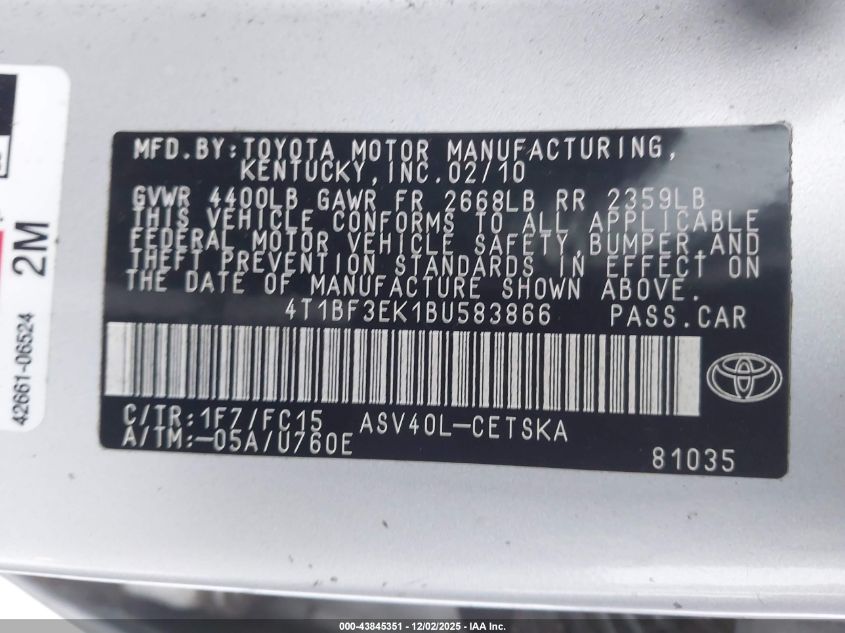 MFD.BY:TOYOTA MOTOR MANUFACTURING,
KENTUCKY,INC.02/10
GVWR 4400LB GAWR FR 2668LB RR 2359LB
THIS VEHICLE CONFORMS TO ALL APPLICABLE
FEDERAL MOTOR VEHICLE SAFETY,BUMPER,AND
THEFT PREVENTION STANDARDS IN EFFECT ON
THE DATE OF MANUFACTURE SHOWN ABOVE.
4T1BF3EK1BU583866 PASS.CAR
C/TR:1F7/FC15 ASV40L-CETSKA
A/TM:-05A/U760E
81035
2M
42661-06524
000-43845351 | 12/02/2025 | IAA Inc.